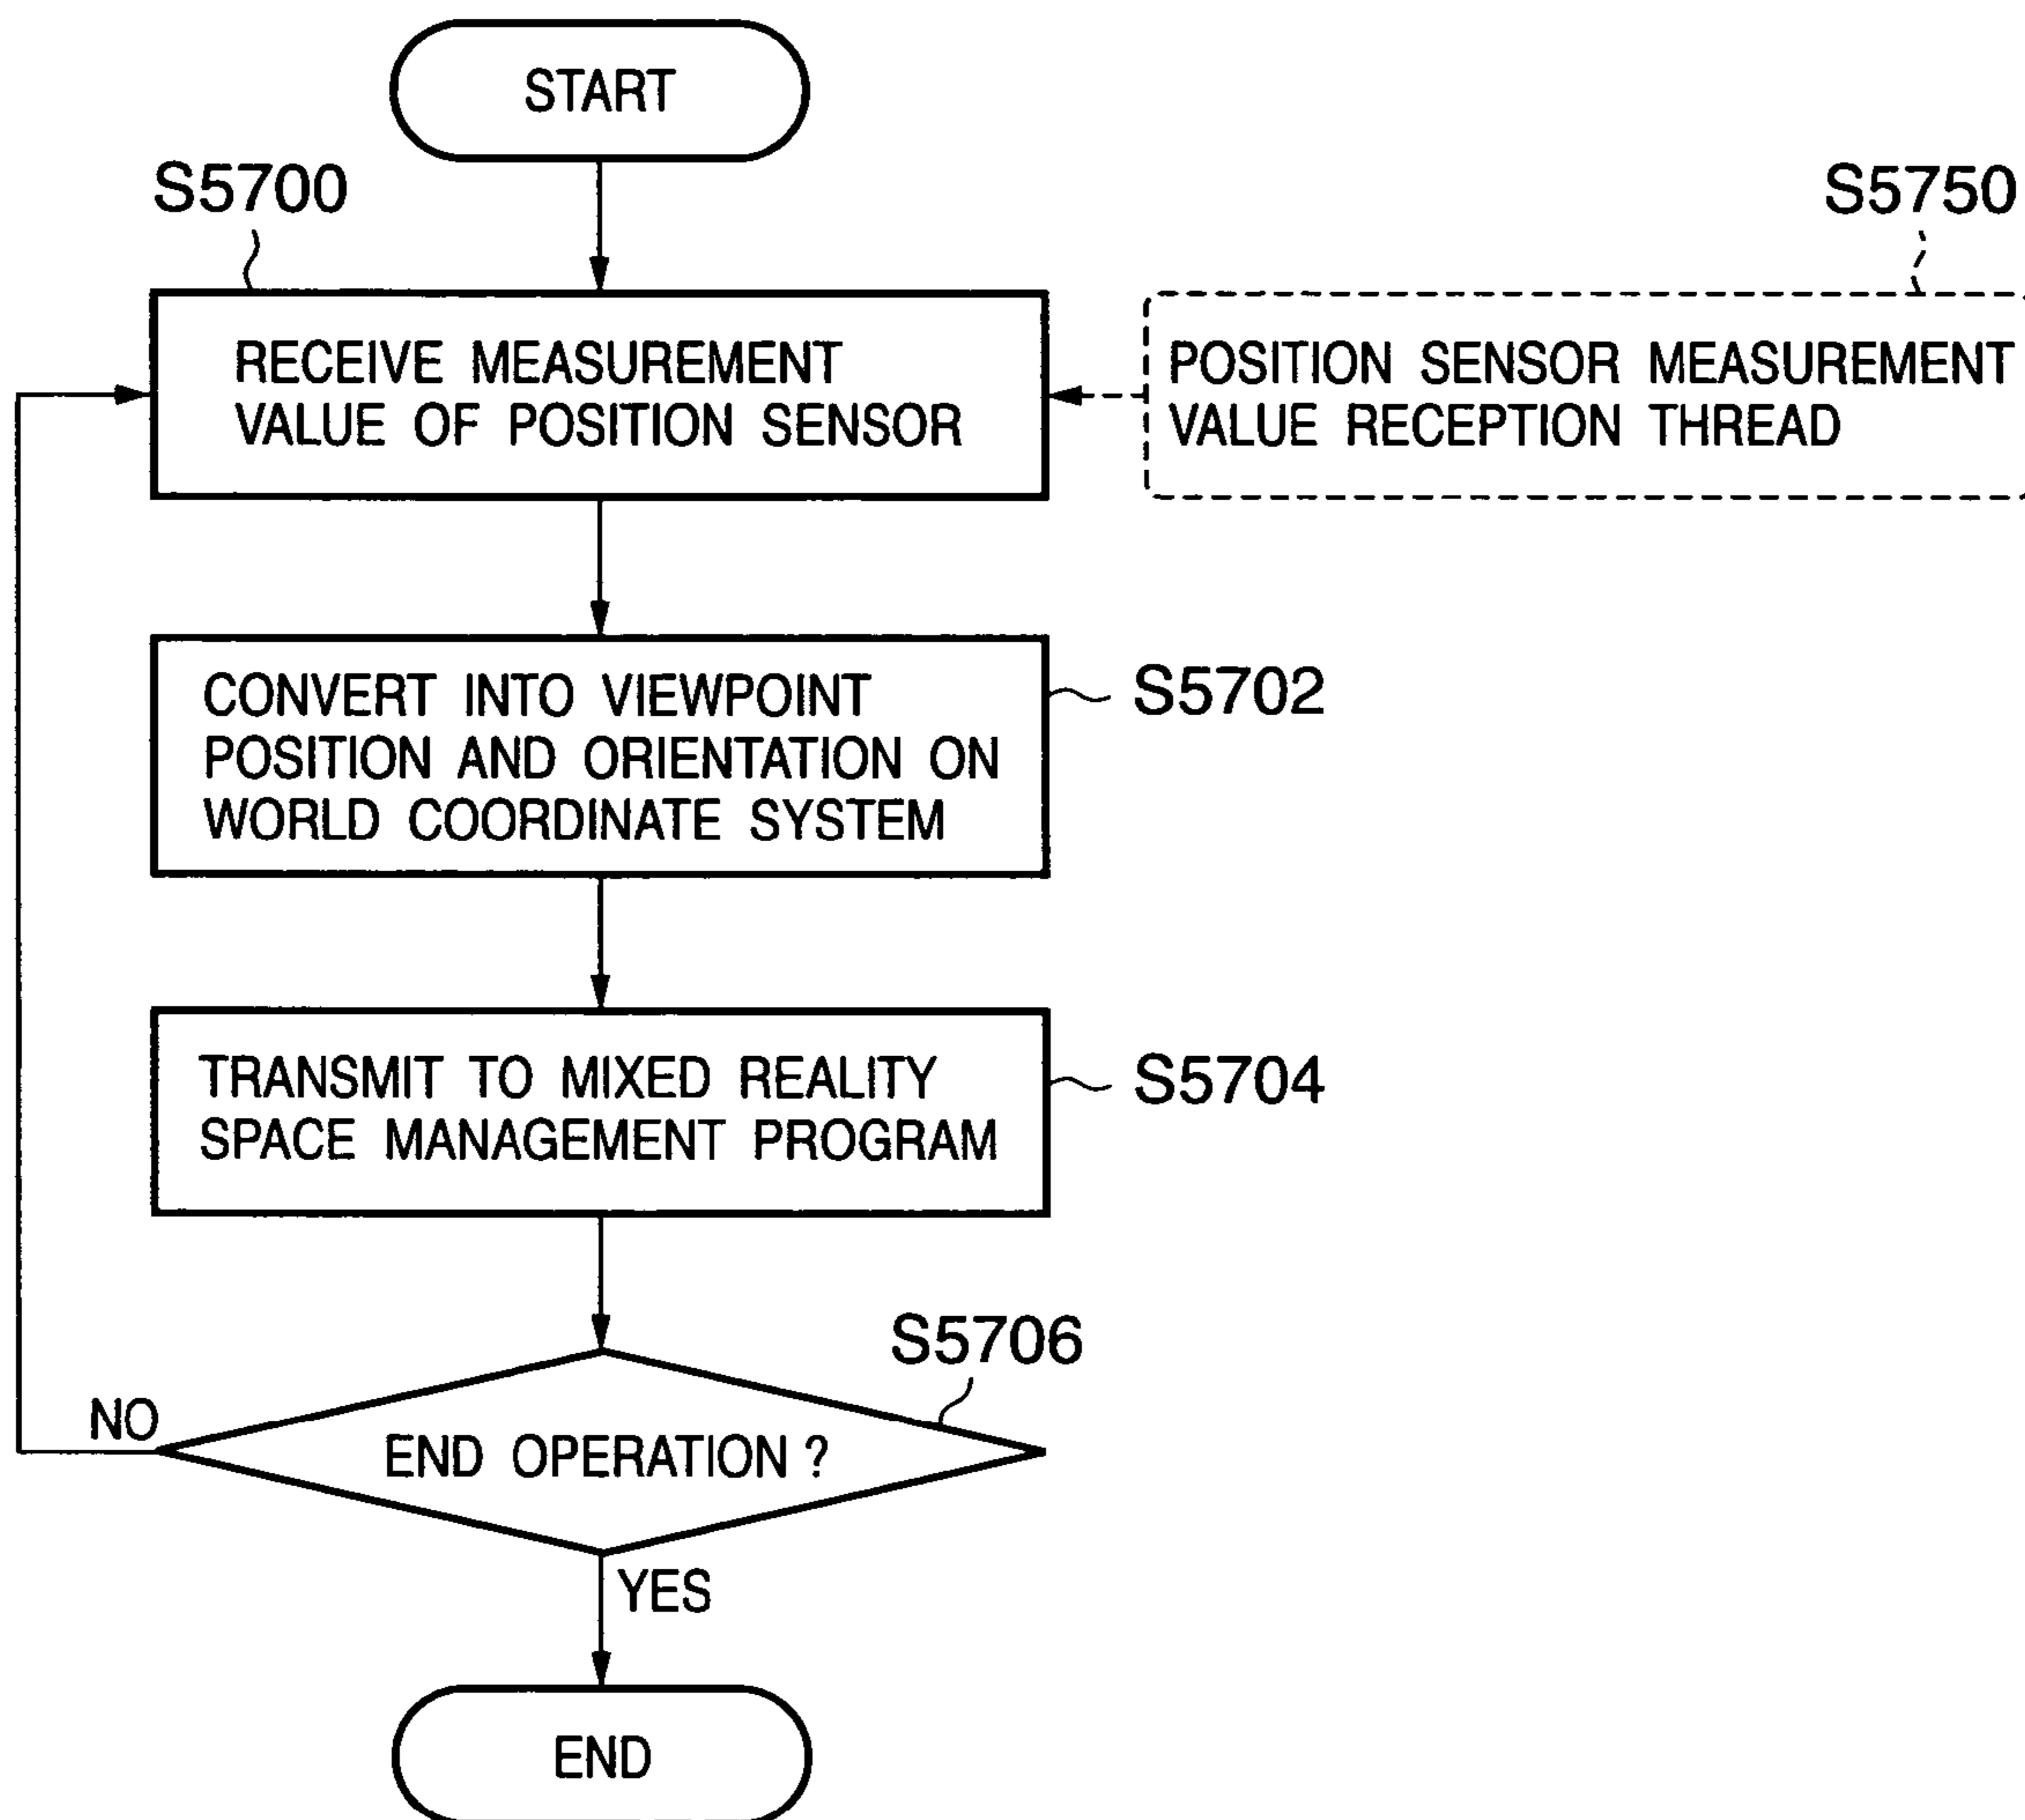 START
S5700
S5750
RECEIVE MEASUREMENT
VALUE OF POSITION SENSOR
POSITION SENSOR MEASUREMENT
VALUE RECEPTION THREAD
CONVERT INTO VIEWPOINT
POSITION AND ORIENTATION ON
WORLD COORDINATE SYSTEM
S5702
TRANSMIT TO MIXED REALITY
SPACE MANAGEMENT PROGRAM
S5704
S5706
NO
END OPERATION ?
YES
END